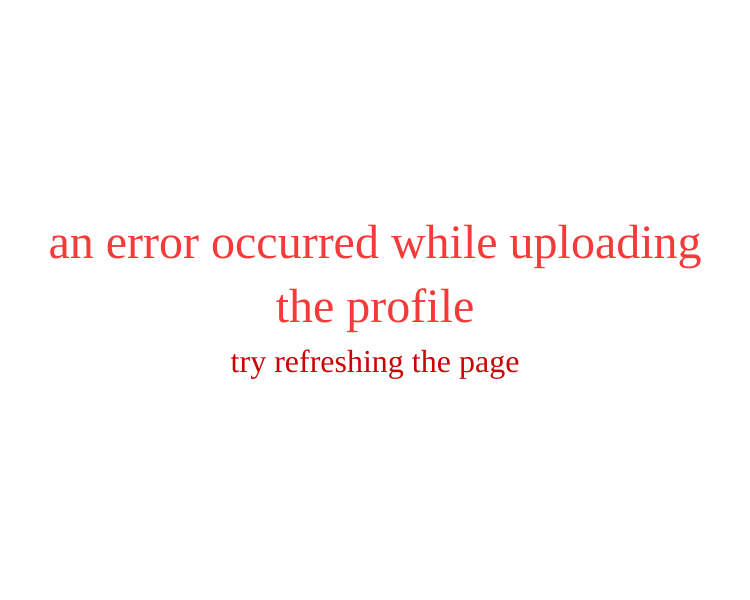 an error occurred while uploading
the profile
try refreshing the page